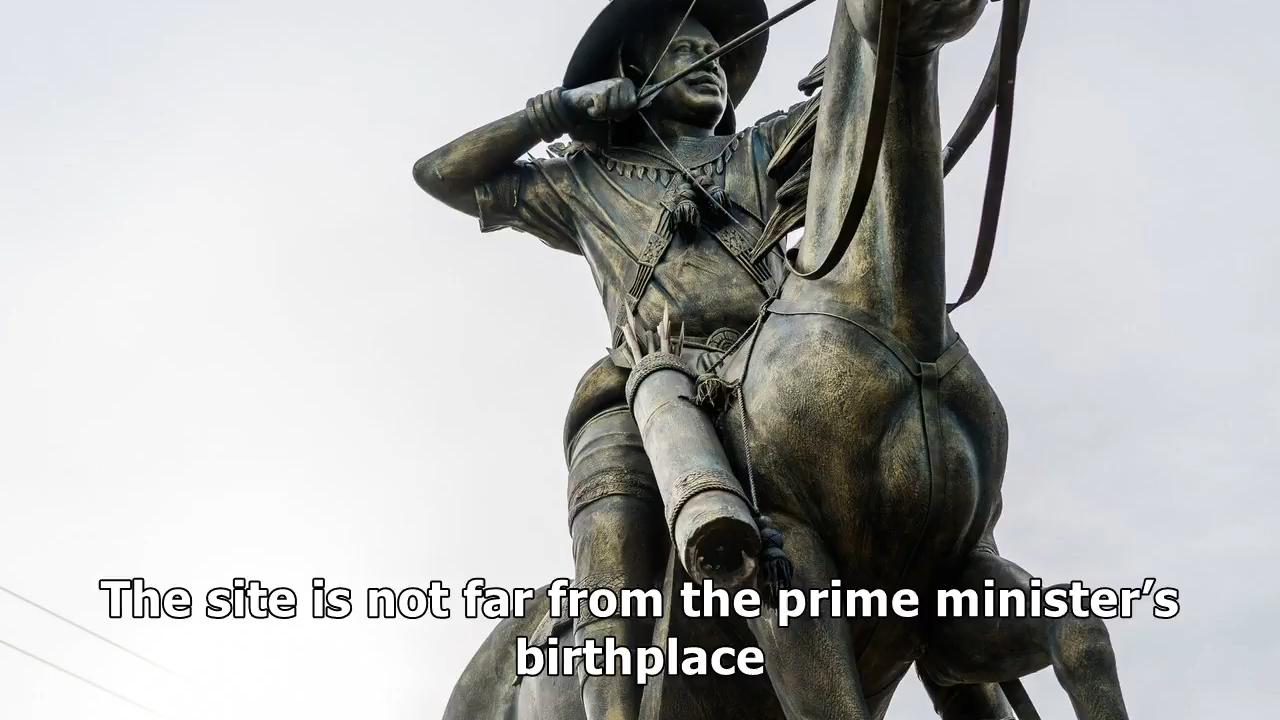 The site is not far from the prime minister’s
birthplace